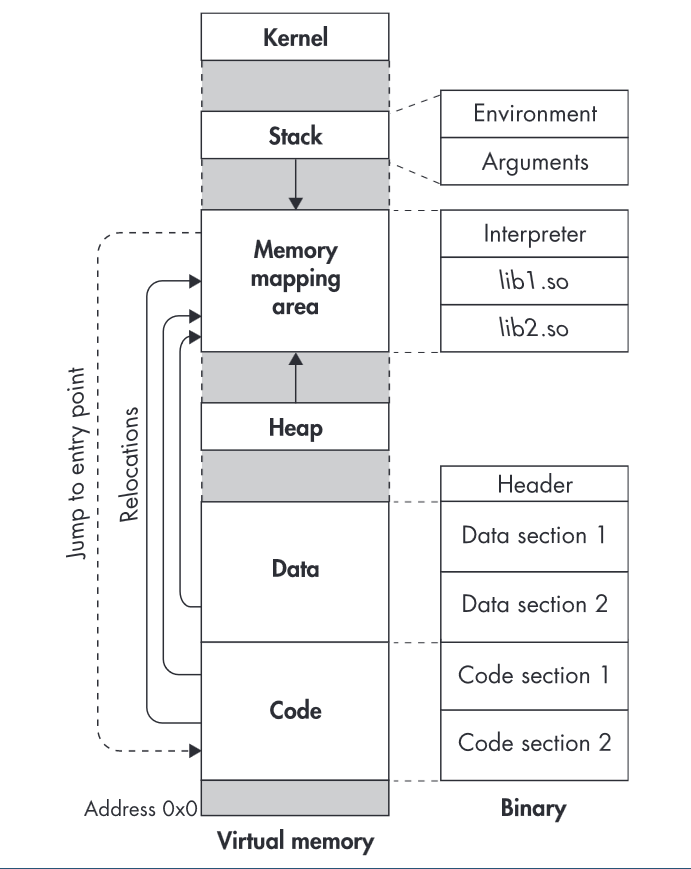 Kernel
Stack
Environment
Arguments
Memory
mapping
area
Interpreter
lib1.so
lib2.so
Jump to entry point
Relocations
Heap
Header
Data
Data section 1
Data section 2
Code
Code section 1
Code section 2
Address 0x0
Virtual memory
Binary